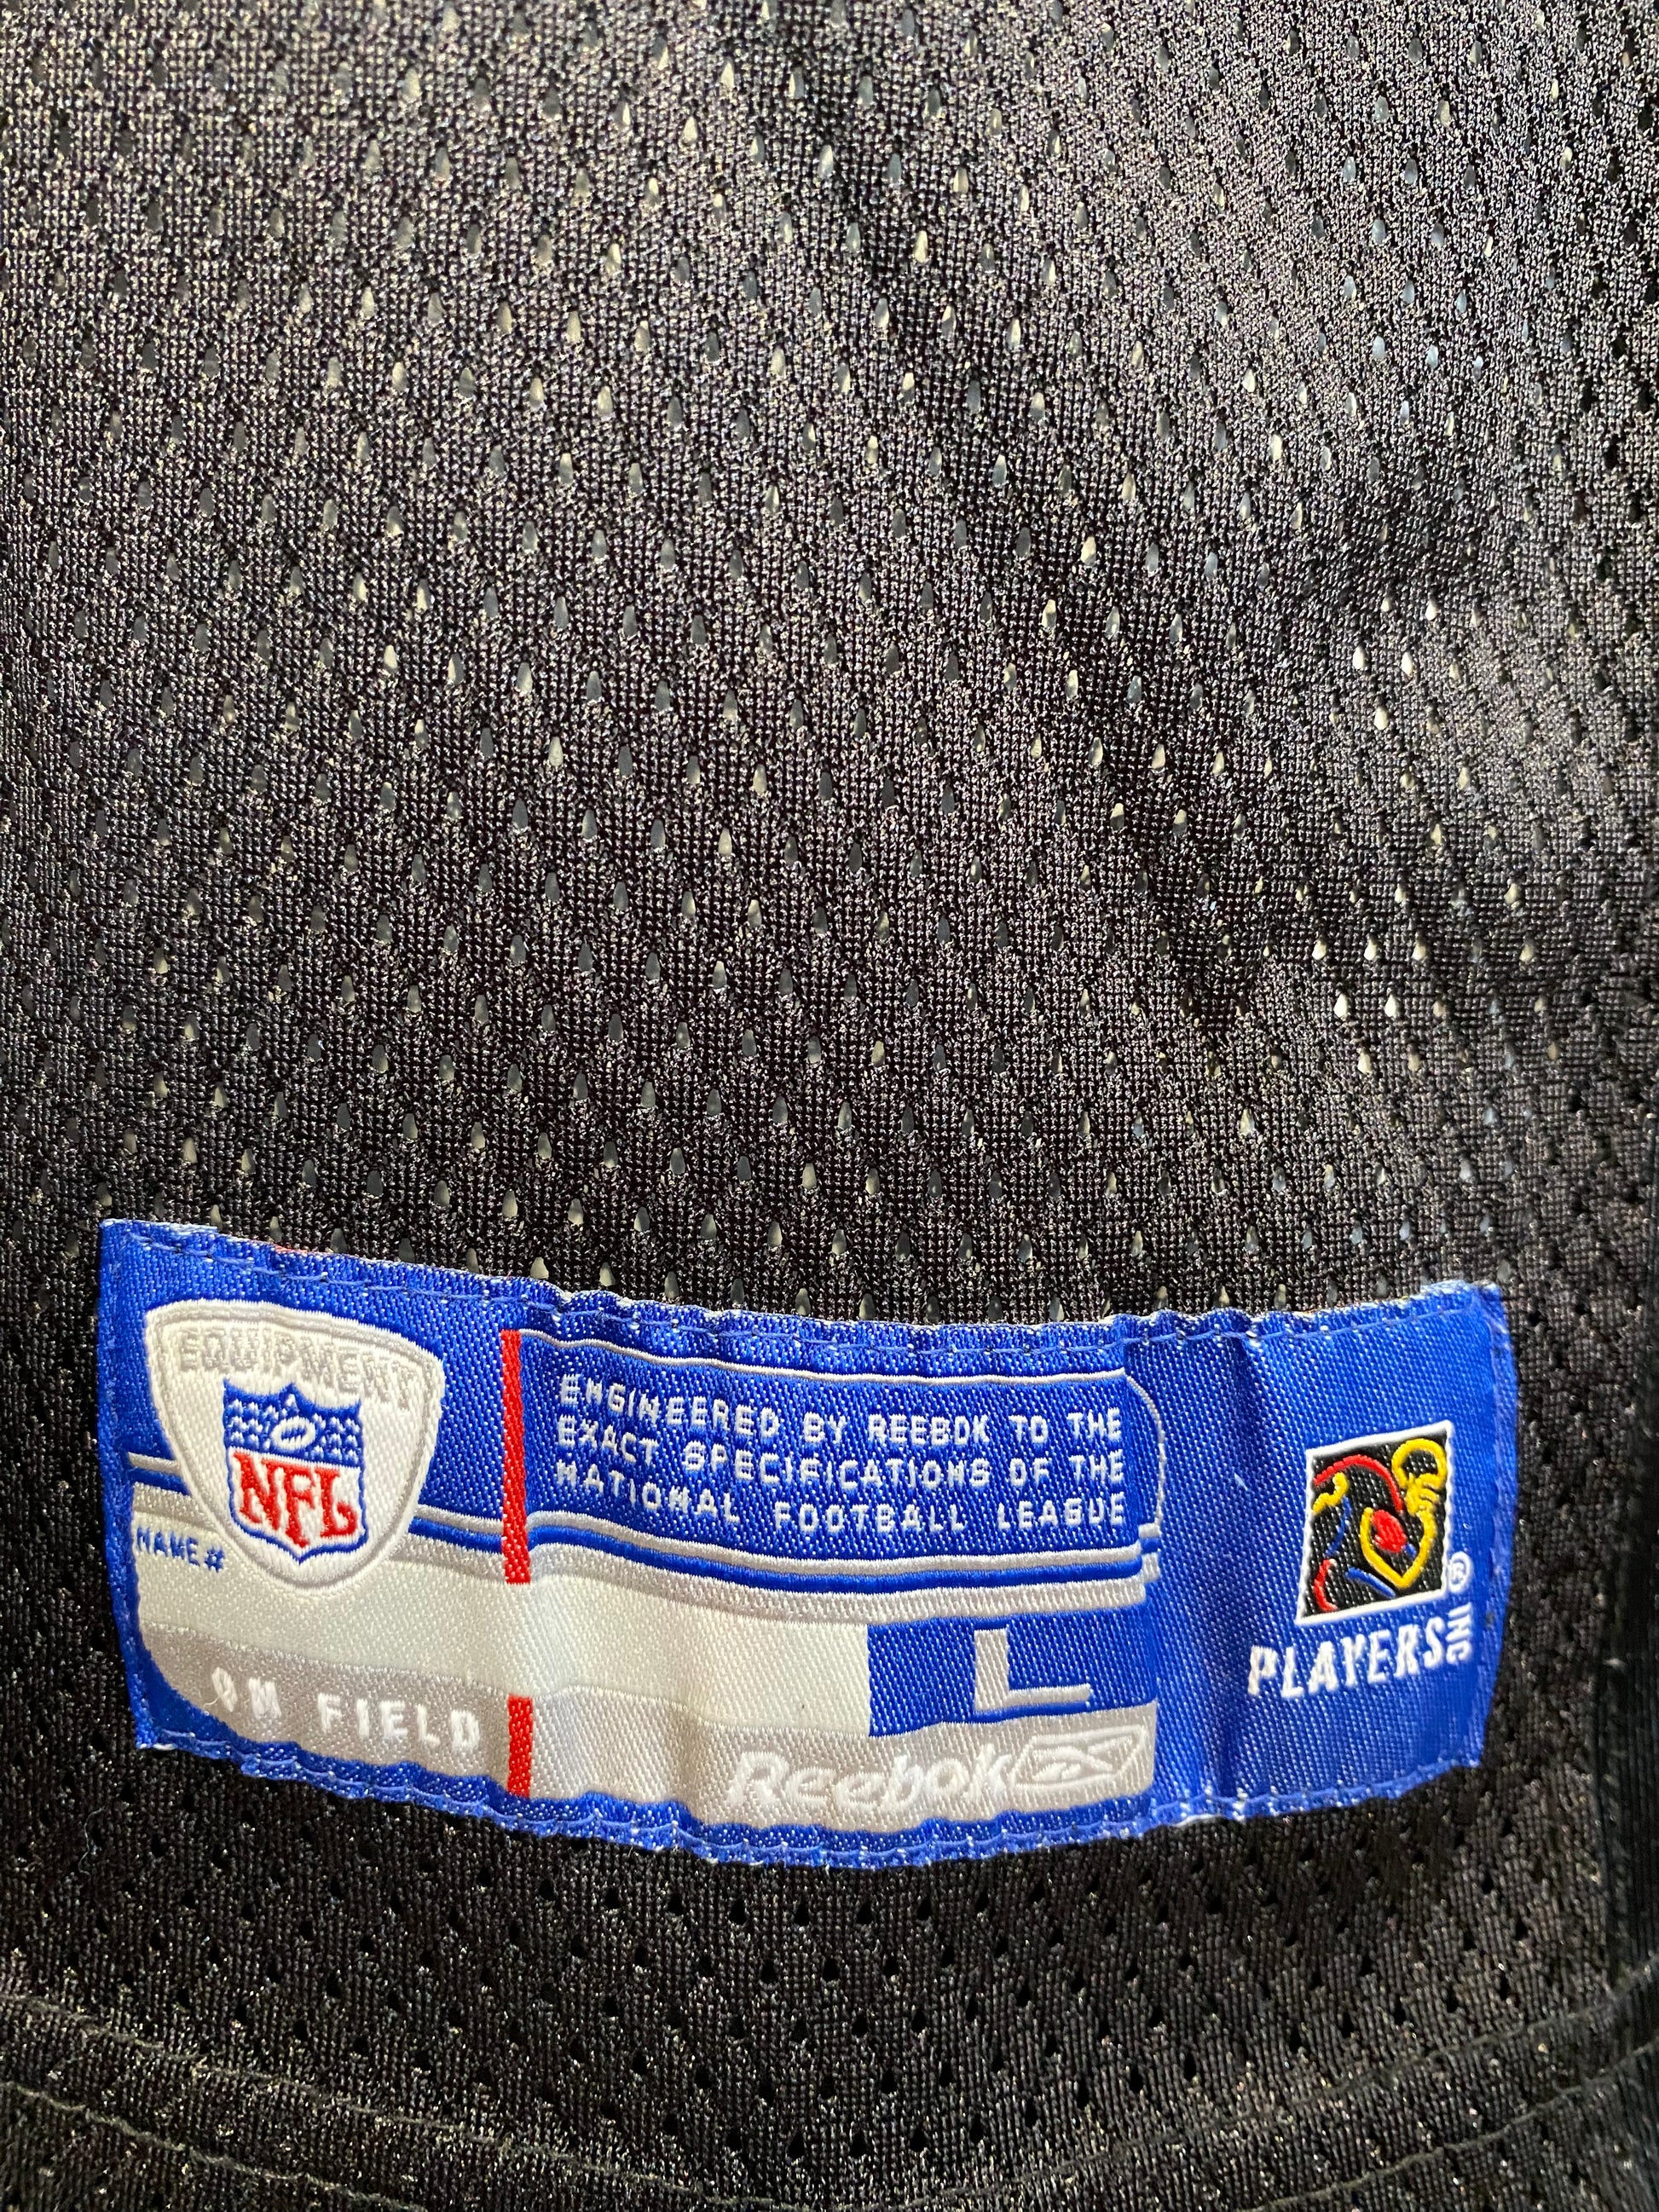 EQUIPMENT
NFL
NAME #
ON FIELD
ENGINEERED BY REEBOK TO THE
EXACT SPECIFICATIONS OF THE
NATIONAL FOOTBALL LEAGUE
L
Reebok
®
PLAYERS INC